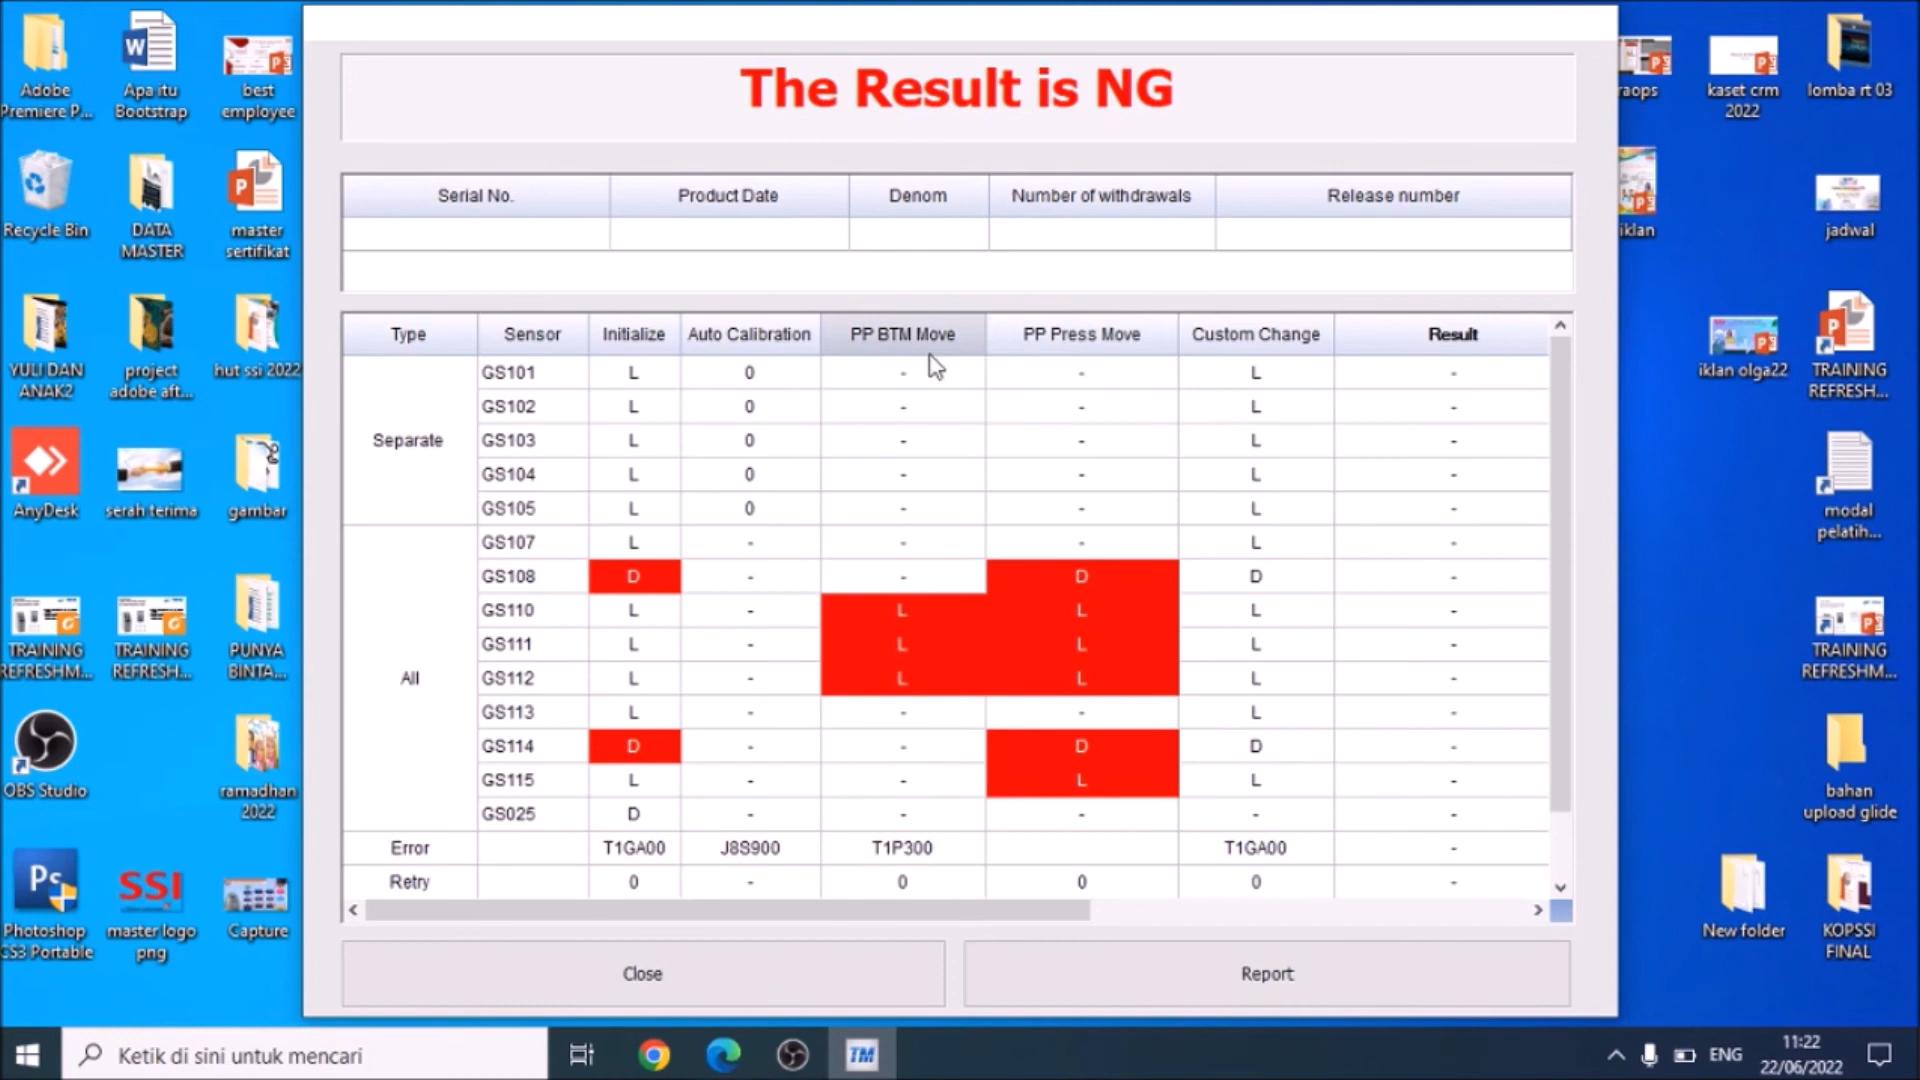 The Result is NG
Serial No. Product Date Denom Number of withdrawals Release number
Type Sensor Initialize Auto Calibration PP BTM Move PP Press Move Custom Change Result
Separate
GS101 L 0 - - L -
GS102 L 0 - - L -
GS103 L 0 - - L -
GS104 L 0 - - L -
GS105 L 0 - - L -
All
GS107 L - - - L -
GS108 D - - D D -
GS110 L - L L L -
GS111 L - L L L -
GS112 L - L L L -
GS113 L - - - L -
GS114 D - - D D -
GS115 L - - L L -
GS025 D - - - - -
Error T1GA00 J8S900 T1P300 T1GA00 -
Retry 0 - 0 0 0 -
Close Report
Adobe
Premiere P...
Apa itu
Bootstrap
best
employee
Recycle Bin
DATA
MASTER
master
sertifikat
YULI DAN
ANAK2
project
adobe aft...
hut ssi 2022
AnyDesk
serah terima
gambar
TRAINING
REFRESHM...
TRAINING
REFRESH...
PUNYA
BINTA...
OBS Studio
ramadhan
2022
Ps
Photoshop
CS3 Portable
SSI
master logo
png
Capture
raops
kaset crm
2022
lomba rt 03
iklan
jadwal
iklan olga22
TRAINING
REFRESH...
modal
pelatih...
TRAINING
REFRESHM...
bahan
upload glide
New folder
KOPSSI
FINAL
Ketik di sini untuk mencari
TM
ENG
11:22
22/06/2022